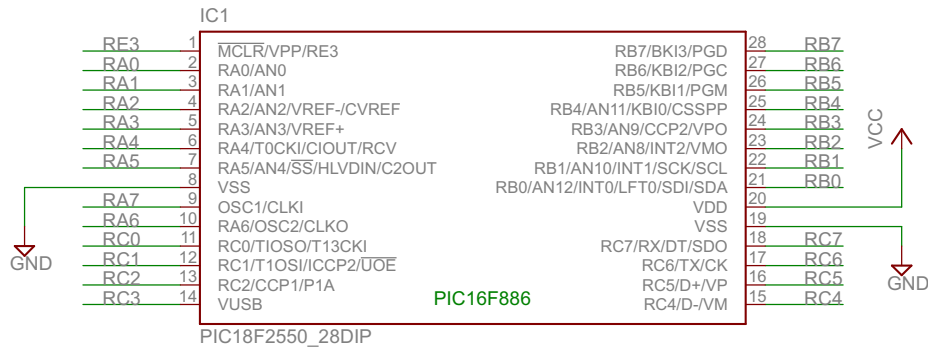 IC1
RE3 1 MCLR/VPP/RE3 RB7/BKI3/PGD 28 RB7
RA0 2 RA0/AN0 RB6/KBI2/PGC 27 RB6
RA1 3 RA1/AN1 RB5/KBI1/PGM 26 RB5
RA2 4 RA2/AN2/VREF-/CVREF RB4/AN11/KBI0/CSSPP 25 RB4
RA3 5 RA3/AN3/VREF+ RB3/AN9/CCP2/VPO 24 RB3
RA4 6 RA4/T0CKI/CIOUT/RCV RB2/AN8/INT2/VMO 23 RB2
RA5 7 RA5/AN4/SS/HLVDIN/C2OUT RB1/AN10/INT1/SCK/SCL 22 RB1
8 VSS RB0/AN12/INT0/LFT0/SDI/SDA 21 RB0
VCC
RA7 9 OSC1/CLKI VDD 20
RA6 10 RA6/OSC2/CLKO VSS 19
RC0 11 RC0/TIOSO/T13CKI RC7/RX/DT/SDO 18 RC7
GND RC1 12 RC1/T1OSI/ICCP2/UOE RC6/TX/CK 17 RC6
RC2 13 RC2/CCP1/P1A RC5/D+/VP 16 RC5 GND
RC3 14 VUSB PIC16F886 RC4/D-/VM 15 RC4
PIC18F2550_28DIP